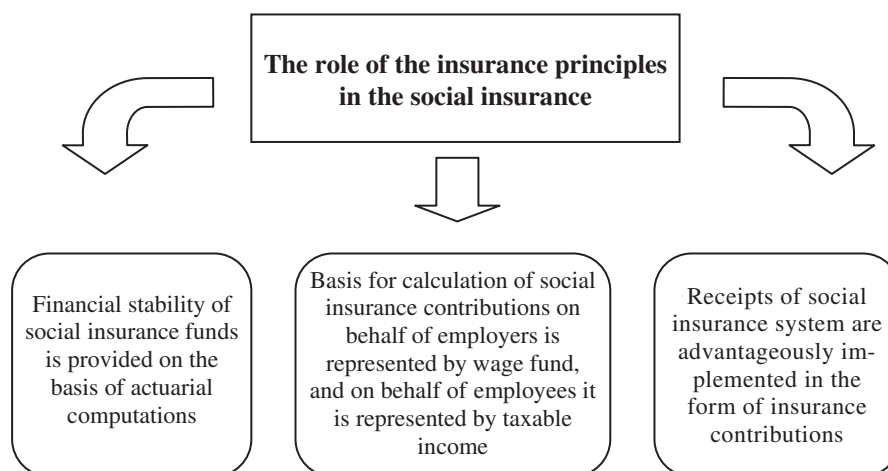 The role of the insurance principles
in the social insurance
Financial stability of
social insurance funds
is provided on the
basis of actuarial
computations
Basis for calculation of social
insurance contributions on
behalf of employers is
represented by wage fund,
and on behalf of employees it
is represented by taxable
income
Receipts of social
insurance system are
advantageously im-
plemented in the
form of insurance
contributions